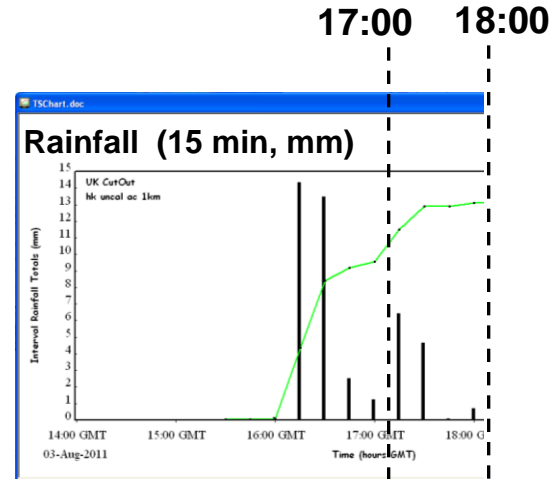 17:00 18:00
TSChart.doc
Rainfall (15 min, mm)
UK CutOut
hk uncal ac 1km
Interval Rainfall Totals (mm)
15
14
13
12
11
10
9
8
7
6
5
4
3
2
1
0
14:00 GMT 15:00 GMT 16:00 GMT 17:00 GMT 18:00 G
03-Aug-2011 Time (hours GMT)